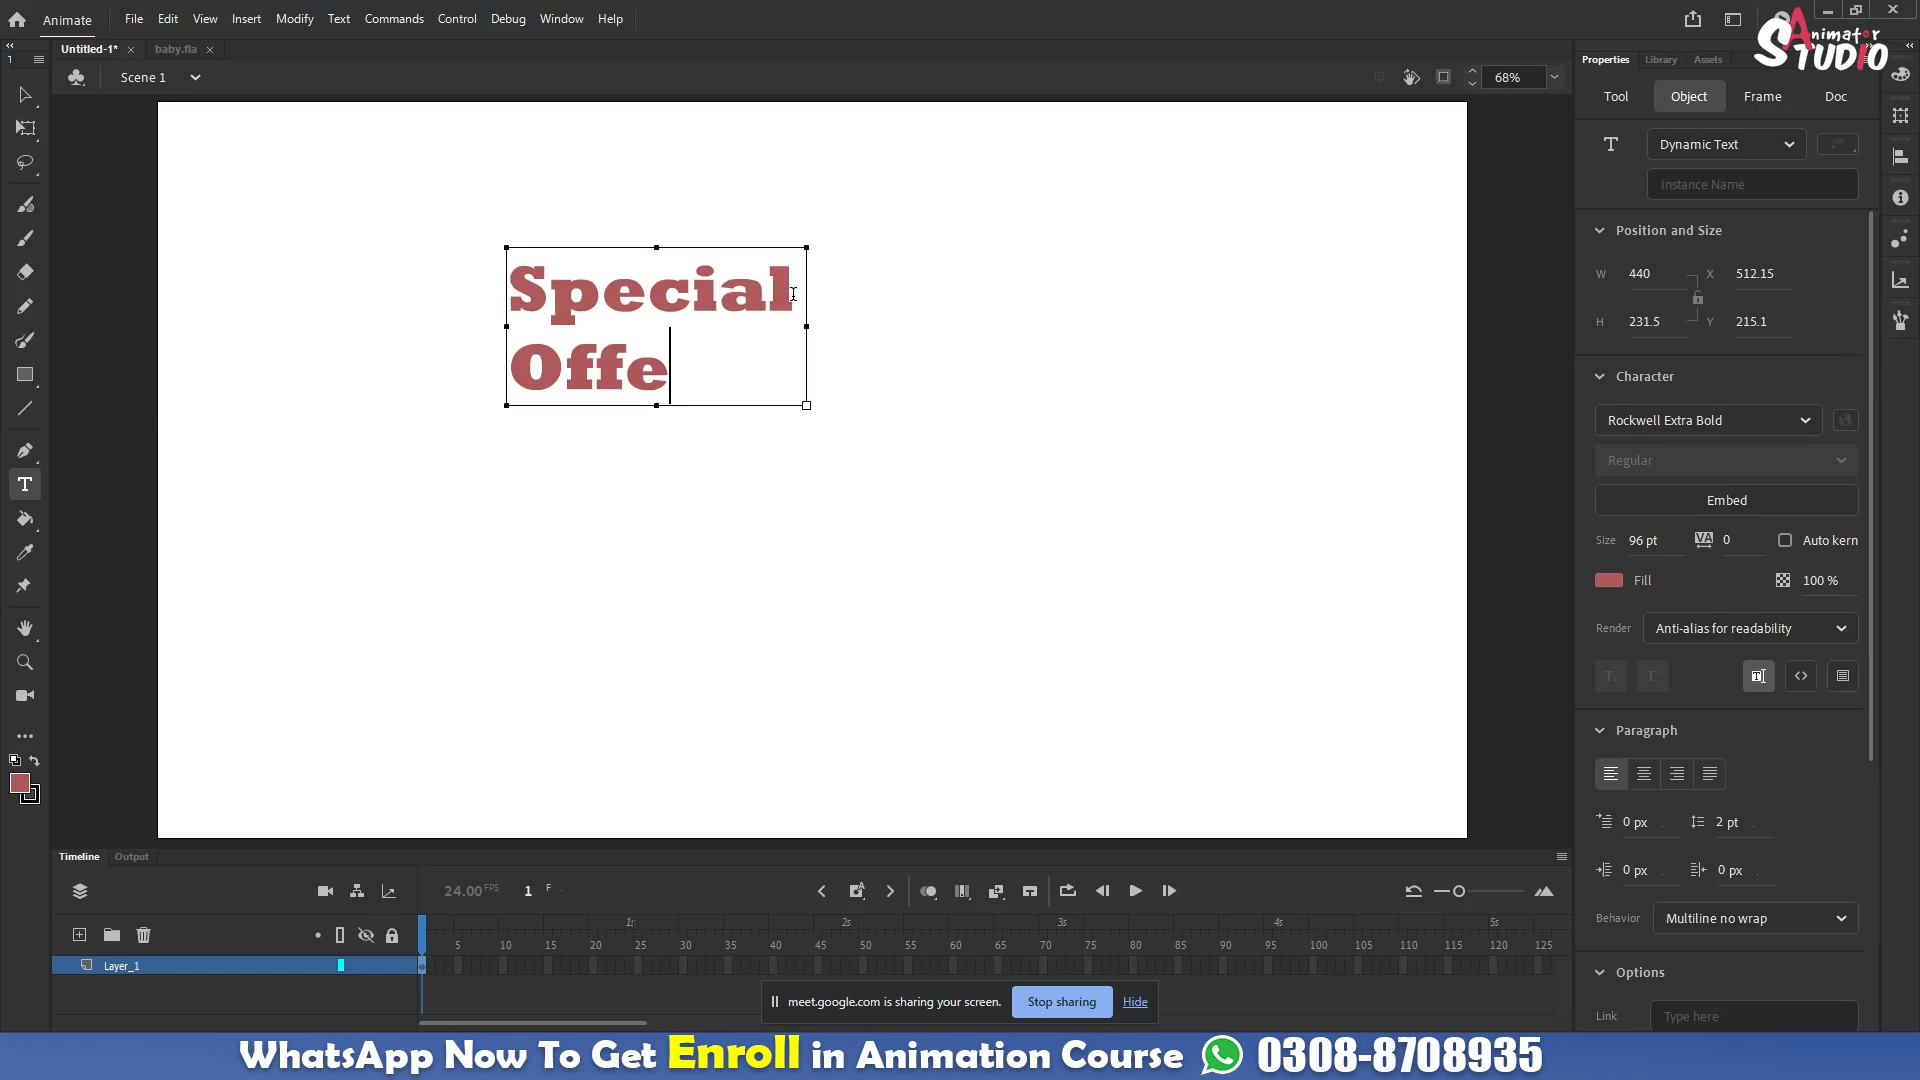 Animate File Edit View Insert Modify Text Commands Control Debug Window Help
Animator STUDIO
Untitled-1* baby.fla
Scene 1 68%
Properties Library Assets
Tool Object Frame Doc
Dynamic Text
Instance Name
Position and Size
W 440 X 512.15
H 231.5 Y 215.1
Special
Offe
Character
Rockwell Extra Bold
Regular
Embed
Size 96 pt VA 0 Auto kern
Fill 100 %
Render Anti-alias for readability
Paragraph
0 px 2 pt
0 px 0 px
Behavior Multiline no wrap
Options
Link Type here
Timeline Output
24.00 FPS 1 F
1s 2s 3s 4s 5s
5 10 15 20 25 30 35 40 45 50 55 60 65 70 75 80 85 90 95 100 105 110 115 120 125
Layer_1
meet.google.com is sharing your screen. Stop sharing Hide
WhatsApp Now To Get Enroll in Animation Course 0308-8708935